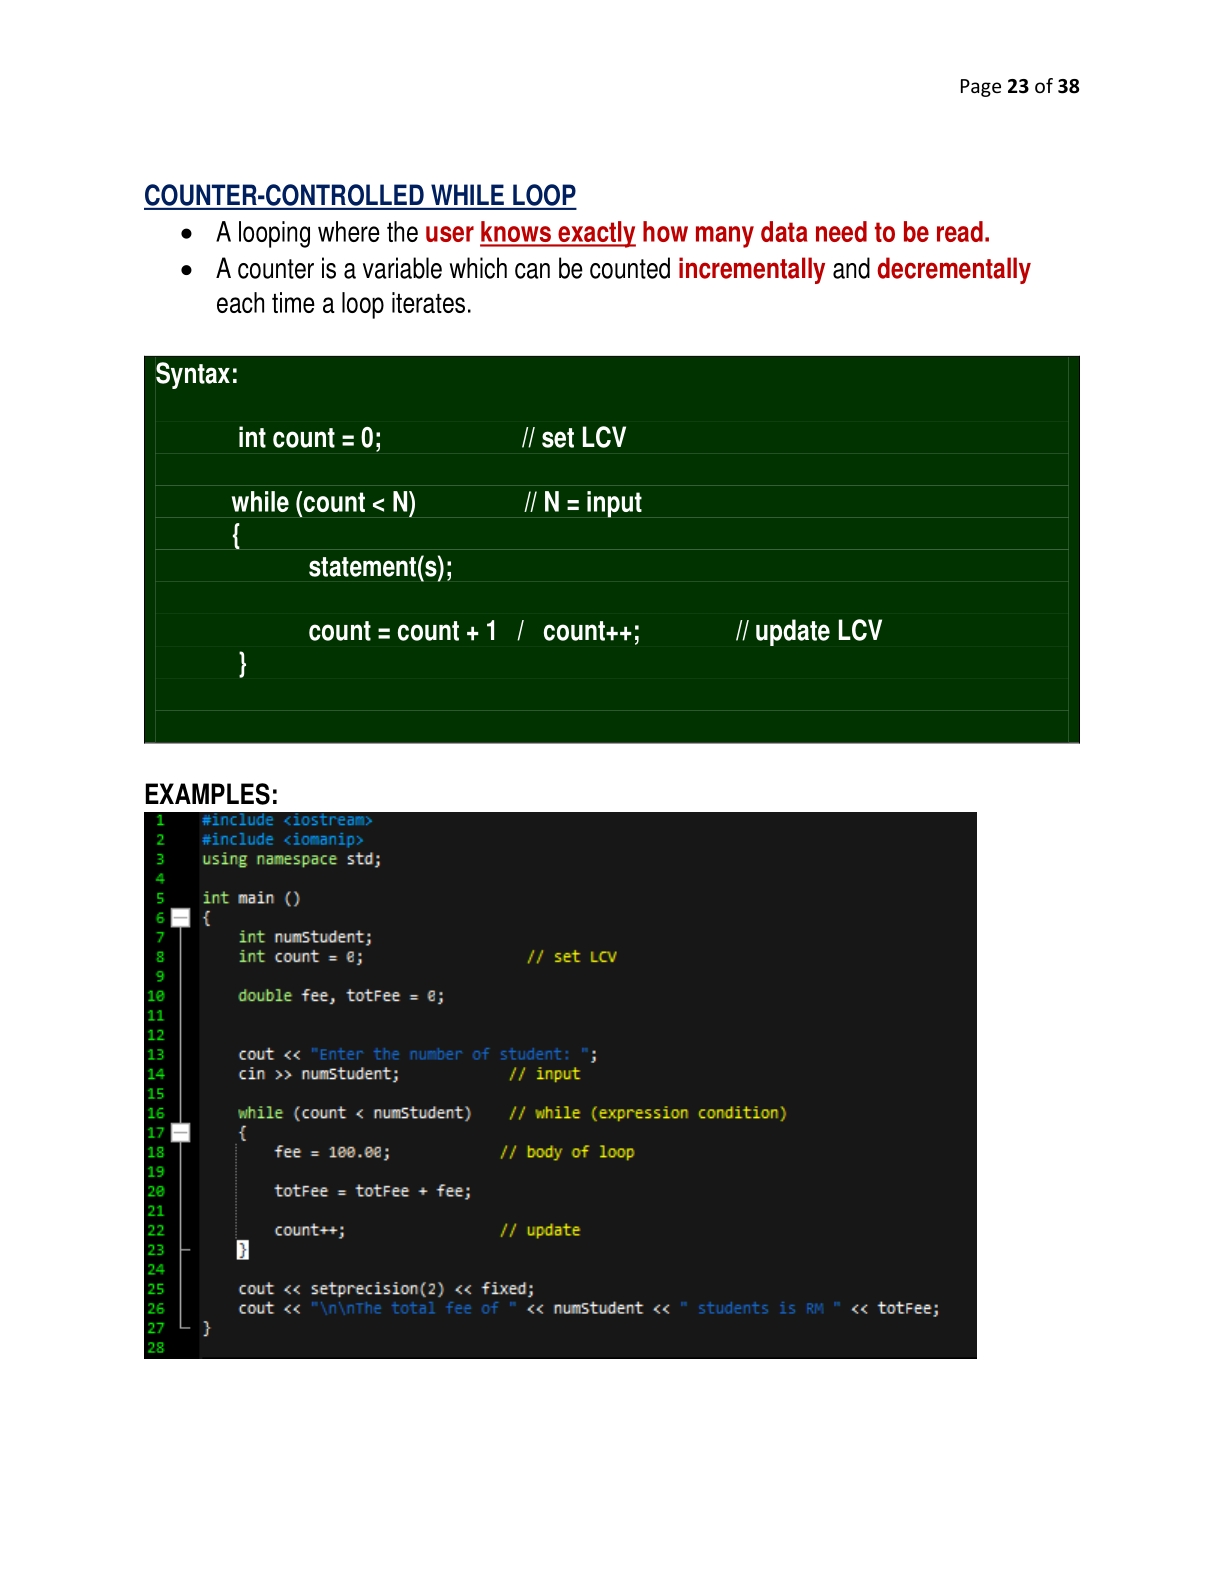 Page 23 of 38
COUNTER-CONTROLLED WHILE LOOP
• A looping where the user knows exactly how many data need to be read.
• A counter is a variable which can be counted incrementally and decrementally
each time a loop iterates.
Syntax:
int count = 0; // set LCV
while (count < N) // N = input
{
statement(s);
count = count + 1 / count++; // update LCV
}
EXAMPLES:
1 #include <iostream>
2 #include <iomanip>
3 using namespace std;
4
5 int main ()
6 {
7 int numStudent;
8 int count = 0; // set LCV
9
10 double fee, totFee = 0;
11
12
13 cout << "Enter the number of student: ";
14 cin >> numStudent; // input
15
16 while (count < numStudent) // while (expression condition)
17 {
18 fee = 100.00; // body of loop
19
20 totFee = totFee + fee;
21
22 count++; // update
23 }
24
25 cout << setprecision(2) << fixed;
26 cout << "\n\nThe total fee of " << numStudent << " students is RM " << totFee;
27 }
28